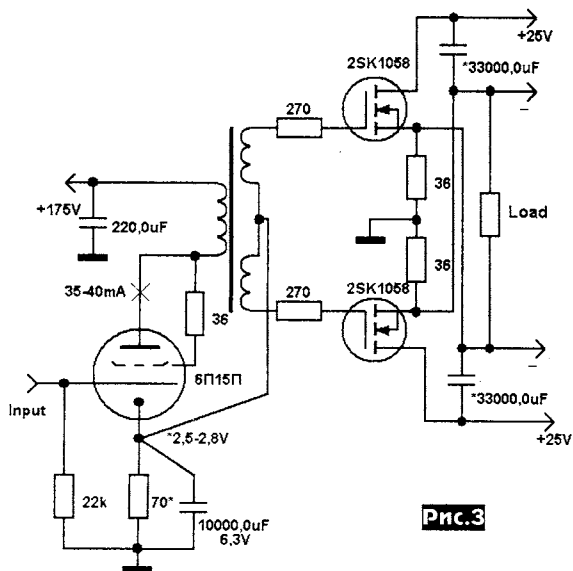 +25V
2SK1058
*33000,0uF
270
36
+175V
220,0uF
Load
36
35-40mA
2SK1058
270
36
6П15П
Input
*33000,0uF
*2,5-2,8V
+25V
22k
70*
10000,0uF
6,3V
Рис.3